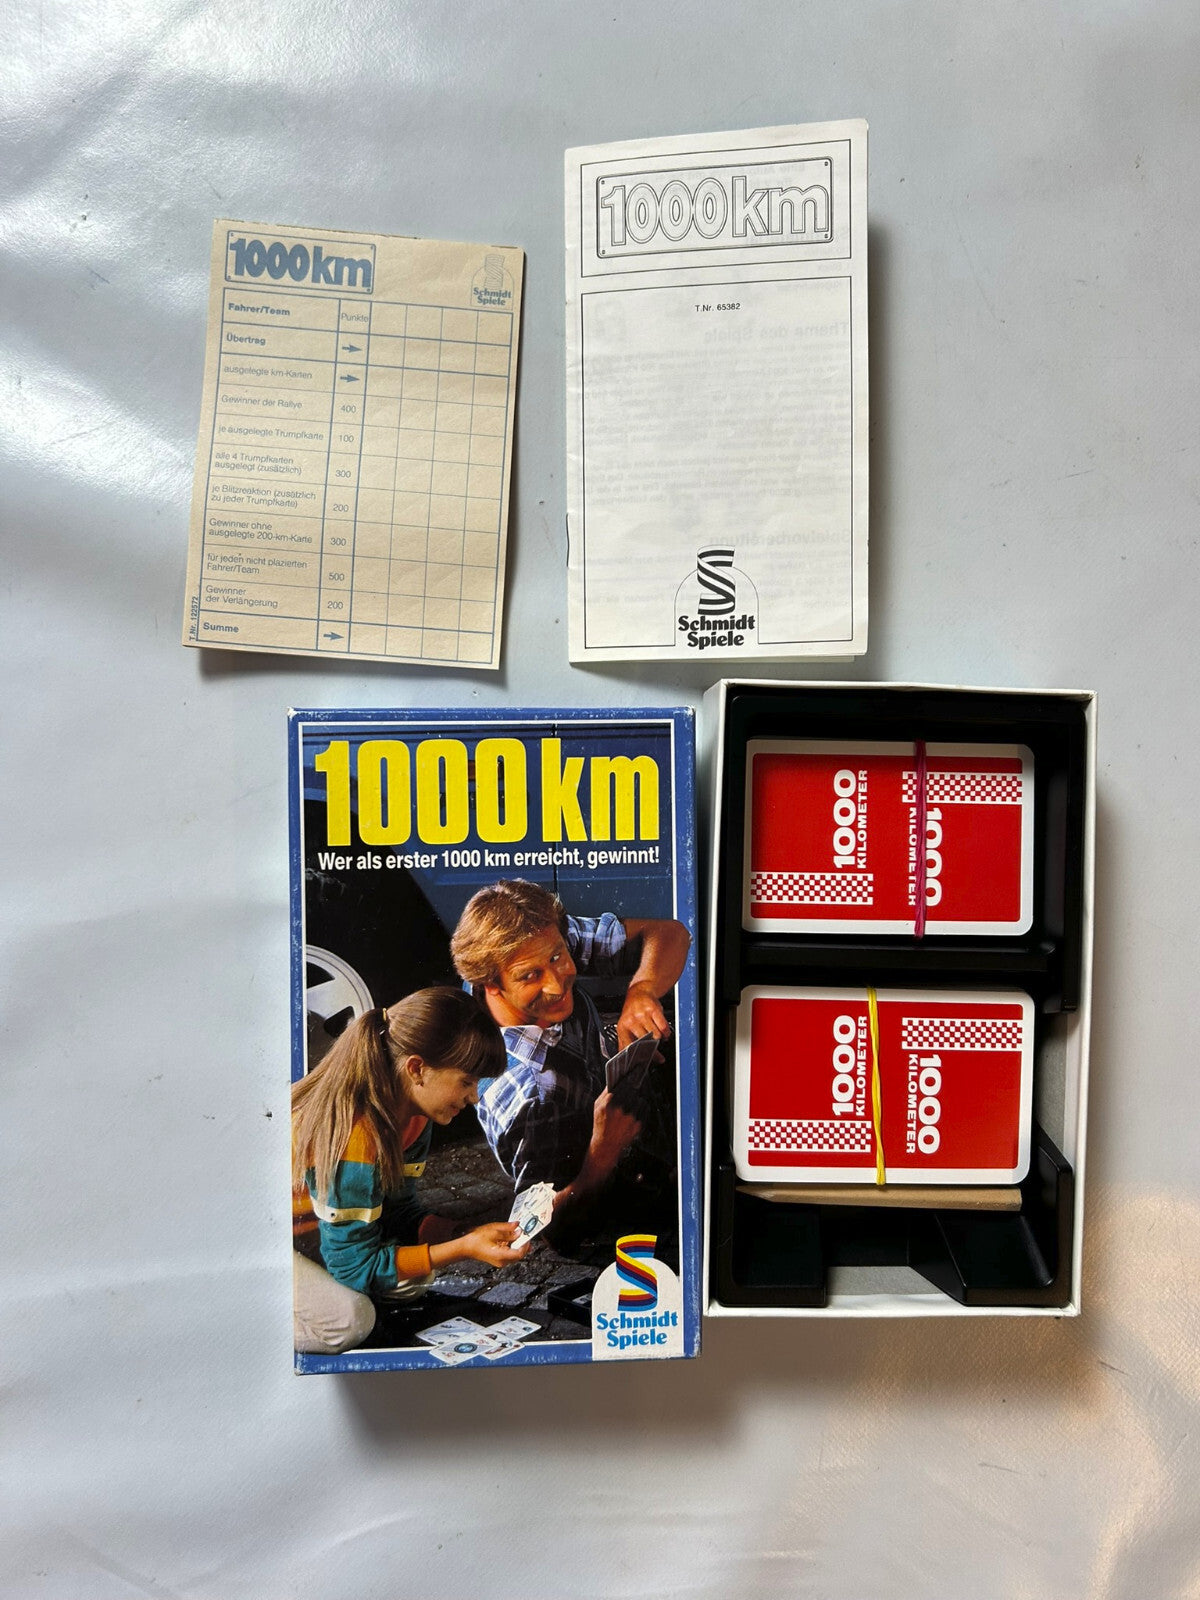 1000 km
Schmidt
Spiele
Fahrer/Team
Punkte
Übertrag
ausgelegte km-Karten
Gewinner der Rallye
400
je ausgelegte Trumpfkarte
100
alle 4 Trumpfkarten
ausgelegt (zusätzlich)
300
je Blitzreaktion (zusätzlich
zu jeder Trumpfkarte)
200
Gewinner ohne
ausgelegte 200-km-Karte
300
für jeden nicht plazierten
Fahrer/Team
500
Gewinner
der Verlängerung
200
Summe
T.Nr. 122572
1000 km
T.Nr. 65382
Schmidt
Spiele
1000 km
Wer als erster 1000 km erreicht, gewinnt!
Schmidt
Spiele
1000
KILOMETER
1000
KILOMETER
1000
KILOMETER
1000
KILOMETER